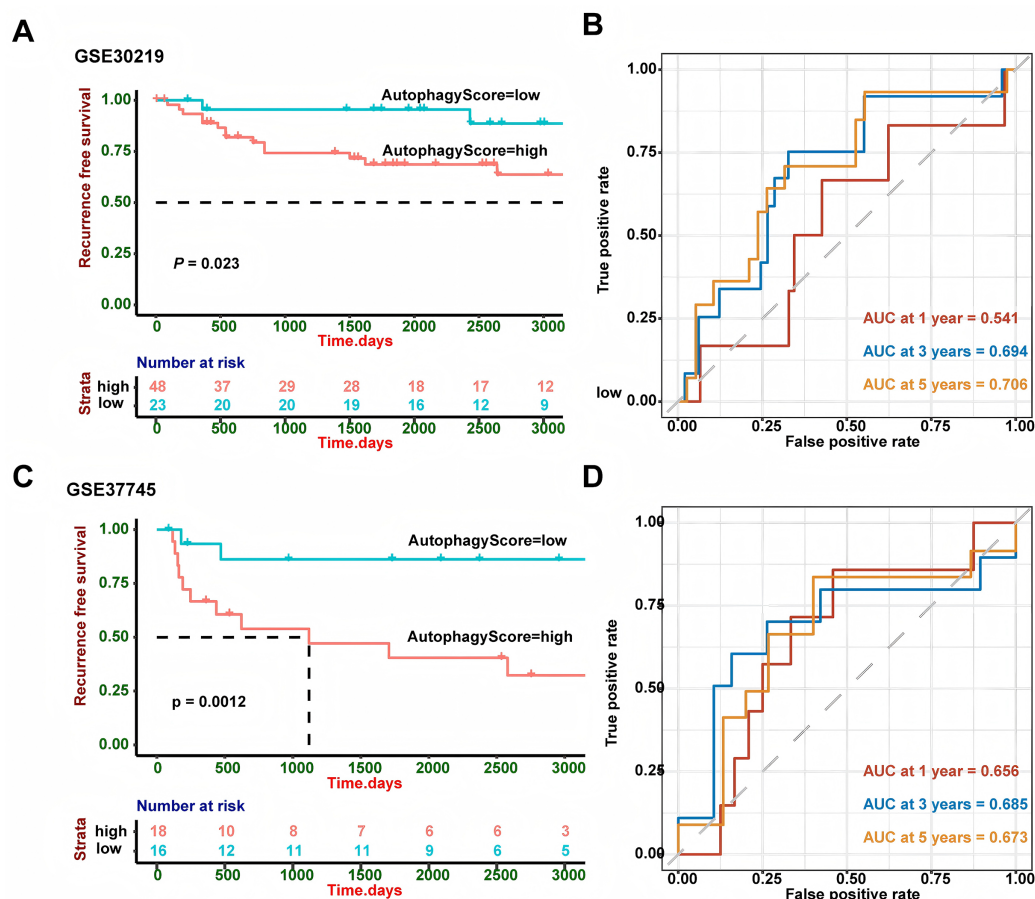 A
GSE30219
Recurrence free survival
1.00
0.75
0.50
0.25
0.00
AutophagyScore=low
AutophagyScore=high
P = 0.023
0 500 1000 1500 2000 2500 3000
Time.days
Number at risk
Strata
high 48 37 29 28 18 17 12
low 23 20 20 19 16 12 9
0 500 1000 1500 2000 2500 3000
Time.days
B
True positive rate
1.00
0.75
0.50
0.25
low 0.00
AUC at 1 year = 0.541
AUC at 3 years = 0.694
AUC at 5 years = 0.706
0.00 0.25 0.50 0.75 1.00
False positive rate
C
GSE37745
Recurrence free survival
1.00
0.75
0.50
0.25
0.00
AutophagyScore=low
AutophagyScore=high
p = 0.0012
0 500 1000 1500 2000 2500 3000
Time.days
Number at risk
Strata
high 18 10 8 7 6 6 3
low 16 12 11 11 9 6 5
0 500 1000 1500 2000 2500 3000
Time.days
D
True positive rate
1.00
0.75
0.50
0.25
0.00
AUC at 1 year = 0.656
AUC at 3 years = 0.685
AUC at 5 years = 0.673
0.00 0.25 0.50 0.75 1.00
False positive rate